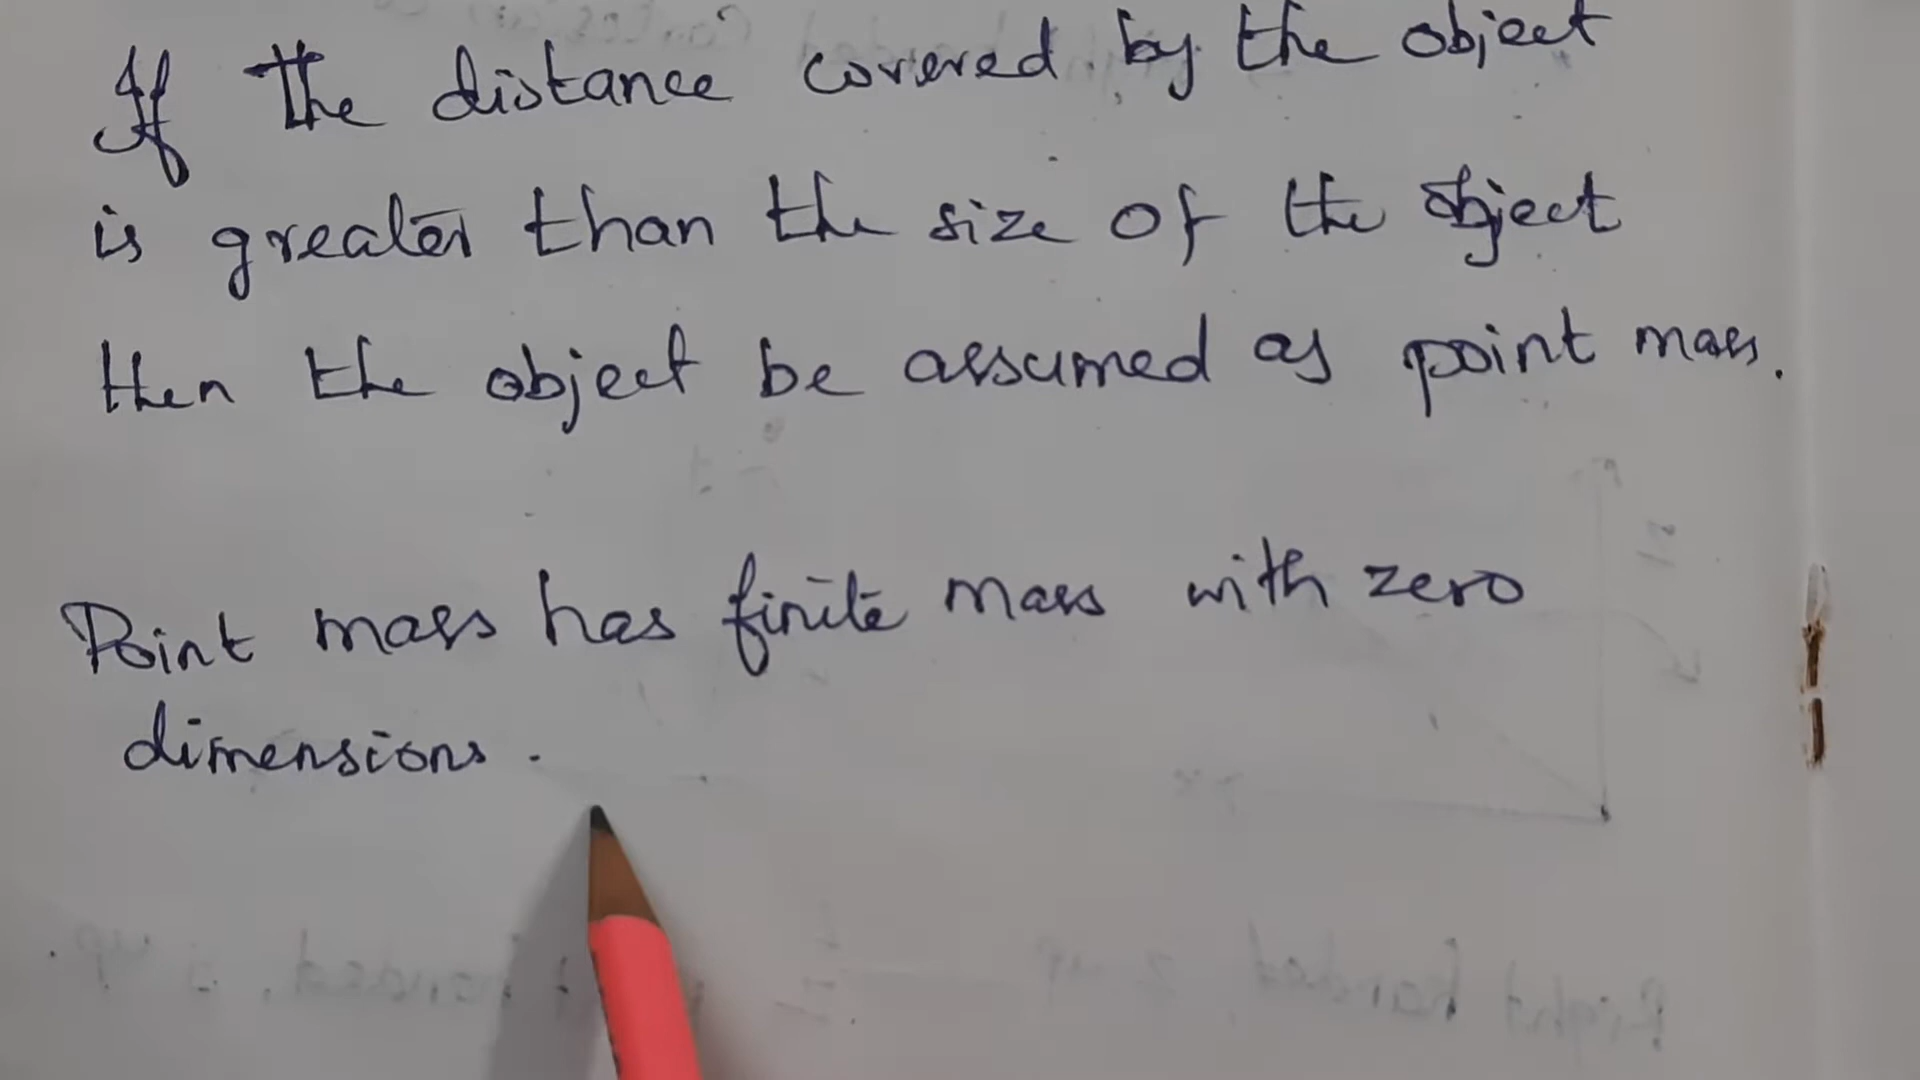 If the distance covered by the object
is greater than the size of the object
then the object be assumed as point mass.
Point mass has finite mass with zero
dimensions.